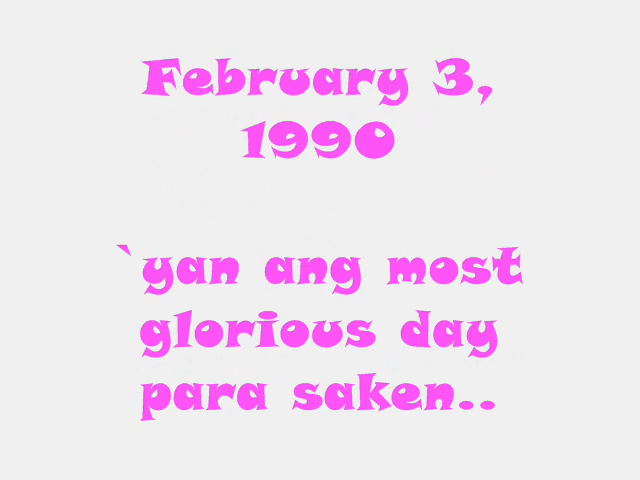 February 3,
1990
`yan ang most
glorious day
para saken..